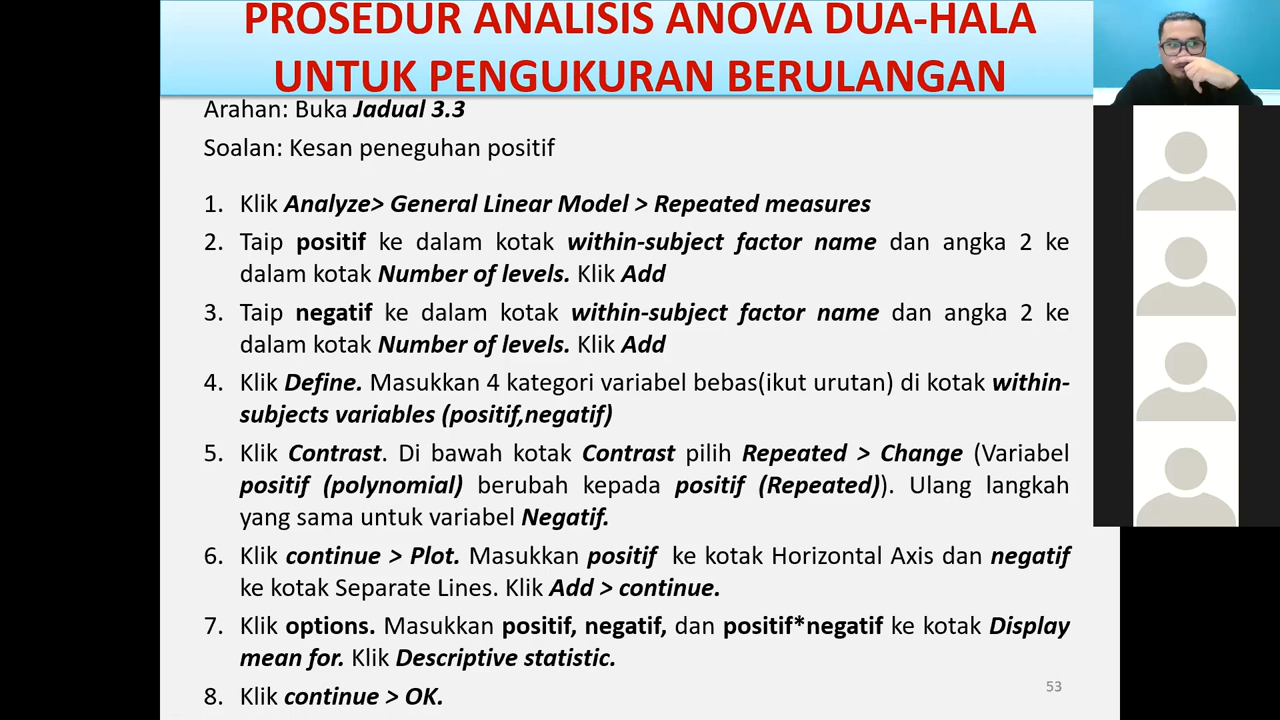 PROSEDUR ANALISIS ANOVA DUA-HALA
UNTUK PENGUKURAN BERULANGAN
Arahan: Buka Jadual 3.3
Soalan: Kesan peneguhan positif
1. Klik Analyze> General Linear Model > Repeated measures
2. Taip positif ke dalam kotak within-subject factor name dan angka 2 ke
dalam kotak Number of levels. Klik Add
3. Taip negatif ke dalam kotak within-subject factor name dan angka 2 ke
dalam kotak Number of levels. Klik Add
4. Klik Define. Masukkan 4 kategori variabel bebas(ikut urutan) di kotak within-
subjects variables (positif,negatif)
5. Klik Contrast. Di bawah kotak Contrast pilih Repeated > Change (Variabel
positif (polynomial) berubah kepada positif (Repeated)). Ulang langkah
yang sama untuk variabel Negatif.
6. Klik continue > Plot. Masukkan positif ke kotak Horizontal Axis dan negatif
ke kotak Separate Lines. Klik Add > continue.
7. Klik options. Masukkan positif, negatif, dan positif*negatif ke kotak Display
mean for. Klik Descriptive statistic.
8. Klik continue > OK.
53